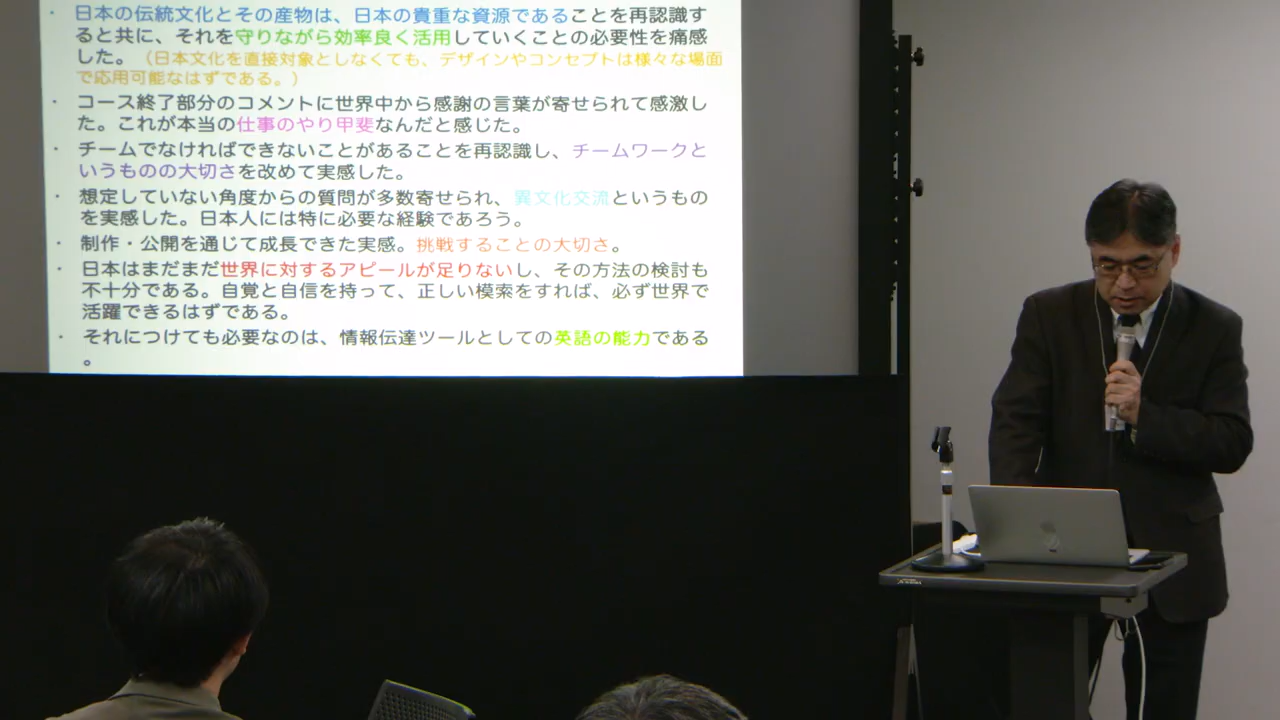 ・ 日本の伝統文化とその産物は、日本の貴重な資源であることを再認識す
ると共に、それを守りながら効率良く活用していくことの必要性を痛感
した。（日本文化を直接対象としなくても、デザインやコンセプトは様々な場面
で応用可能なはずである。）
・ コース終了部分のコメントに世界中から感謝の言葉が寄せられて感激し
た。これが本当の仕事のやり甲斐なんだと感じた。
・ チームでなければできないことがあることを再認識し、チームワークと
いうものの大切さを改めて実感した。
・ 想定していない角度からの質問が多数寄せられ、異文化交流というもの
を実感した。日本人には特に必要な経験であろう。
・ 制作・公開を通じて成長できた実感。挑戦することの大切さ。
・ 日本はまだまだ世界に対するアピールが足りないし、その方法の検討も
不十分である。自覚と自信を持って、正しい模索をすれば、必ず世界で
活躍できるはずである。
・ それにつけても必要なのは、情報伝達ツールとしての英語の能力である
。